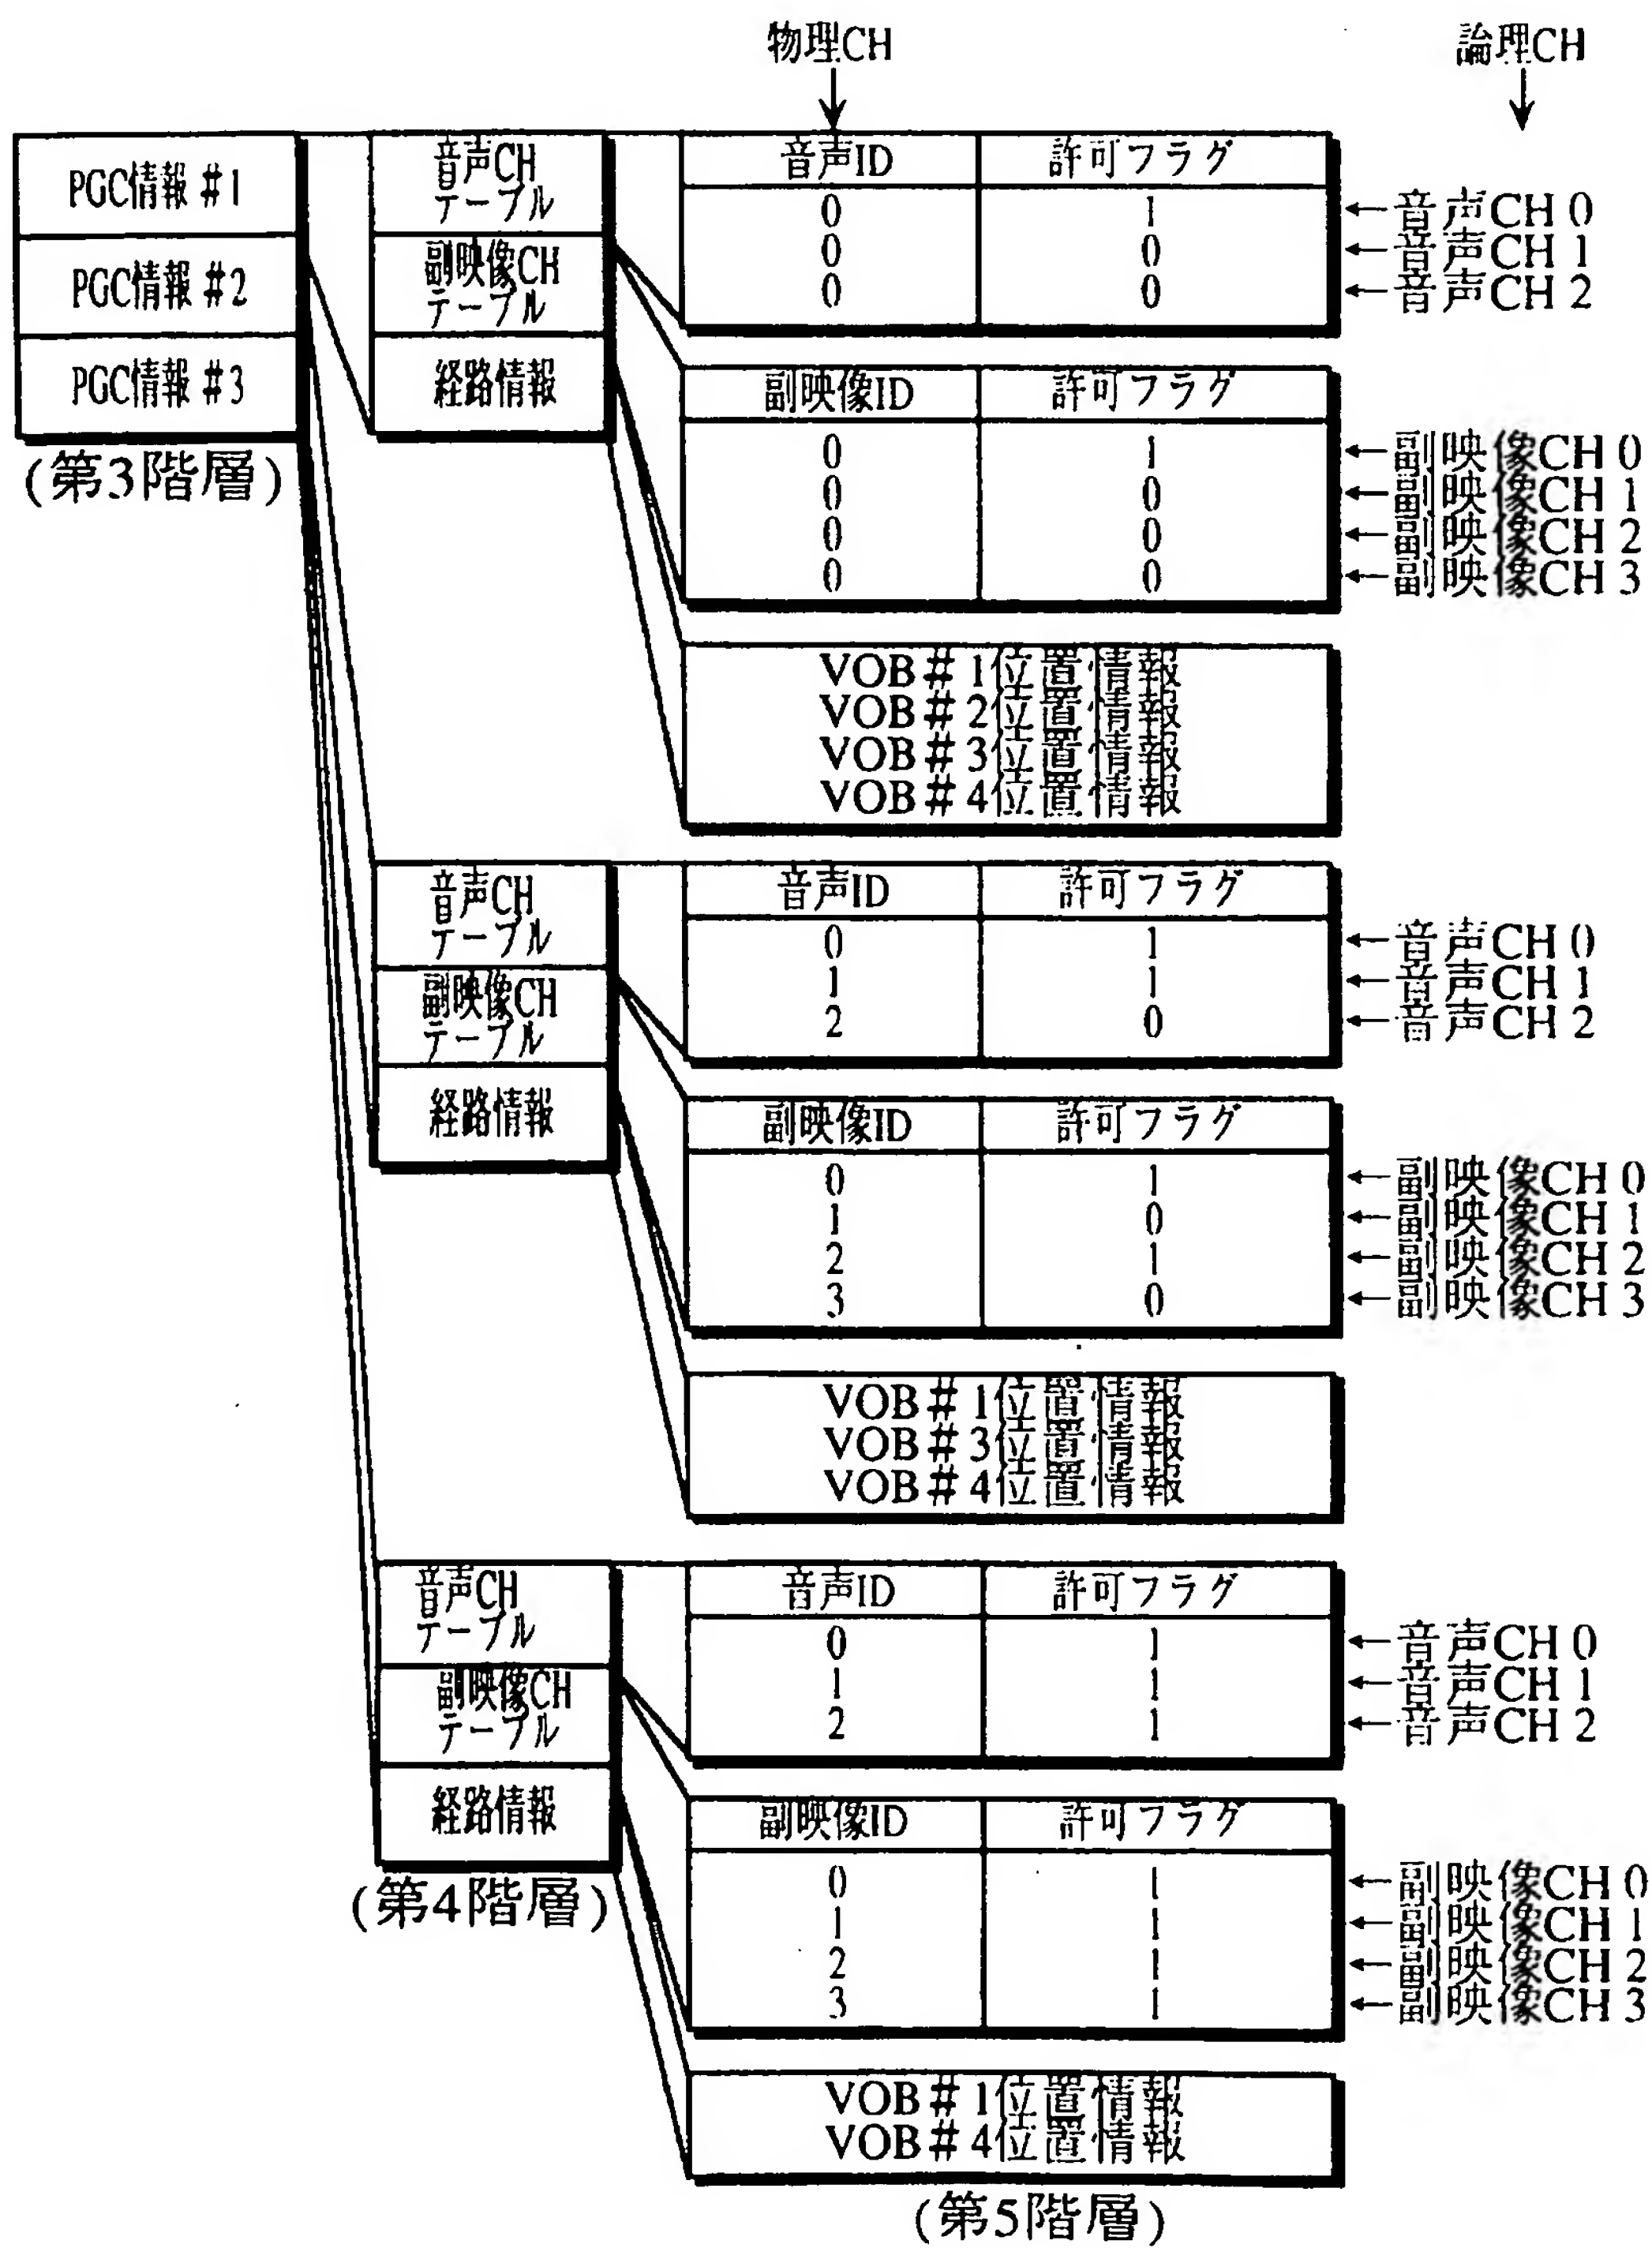 物理CH
論理CH
PGC情報 #1
PGC情報 #2
PGC情報 #3
(第3階層)
音声CH
テーブル
副映像CH
テーブル
経路情報
音声ID 許可フラグ
0 1 ←音声CH 0
0 0 ←音声CH 1
0 0 ←音声CH 2
副映像ID 許可フラグ
0 1 ←副映像CH 0
0 0 ←副映像CH 1
0 0 ←副映像CH 2
0 0 ←副映像CH 3
VOB#1位置情報
VOB#2位置情報
VOB#3位置情報
VOB#4位置情報
音声CH
テーブル
副映像CH
テーブル
経路情報
音声ID 許可フラグ
0 1 ←音声CH 0
1 1 ←音声CH 1
2 0 ←音声CH 2
副映像ID 許可フラグ
0 1 ←副映像CH 0
1 0 ←副映像CH 1
2 1 ←副映像CH 2
3 0 ←副映像CH 3
VOB#1位置情報
VOB#3位置情報
VOB#4位置情報
音声CH
テーブル
副映像CH
テーブル
経路情報
(第4階層)
音声ID 許可フラグ
0 1 ←音声CH 0
1 1 ←音声CH 1
2 1 ←音声CH 2
副映像ID 許可フラグ
0 1 ←副映像CH 0
1 1 ←副映像CH 1
2 1 ←副映像CH 2
3 1 ←副映像CH 3
VOB#1位置情報
VOB#4位置情報
(第5階層)